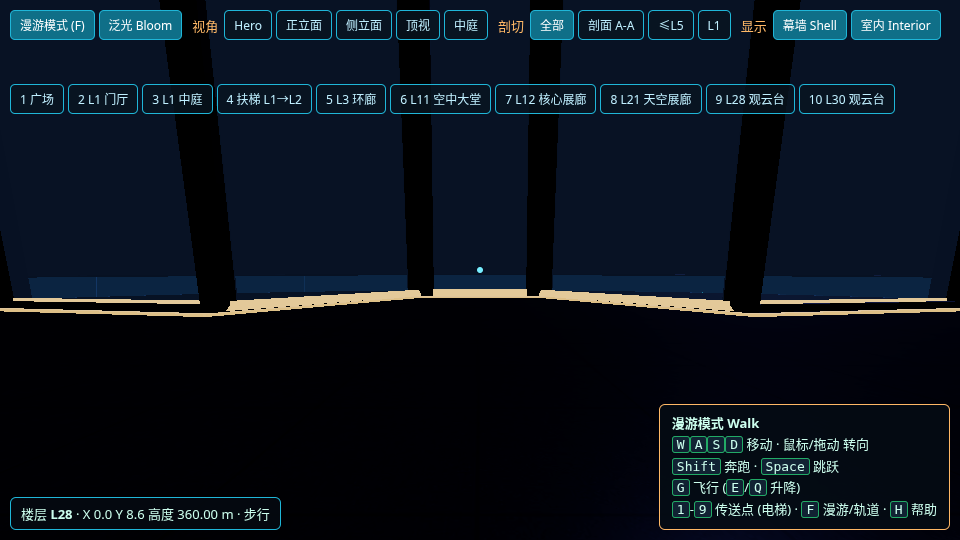 漫游模式 (F) 泛光 Bloom 视角 Hero 正立面 侧立面 顶视 中庭 剖切 全部 剖面 A-A ≤L5 L1 显示 幕墙 Shell 室内 Interior
1 广场 2 L1 门厅 3 L1 中庭 4 扶梯 L1→L2 5 L3 环廊 6 L11 空中大堂 7 L12 核心展廊 8 L21 天空展廊 9 L28 观云台 10 L30 观云台
漫游模式 Walk
W A S D 移动 · 鼠标/拖动 转向
Shift 奔跑 · Space 跳跃
G 飞行 (E/Q 升降)
1-9 传送点 (电梯) · F 漫游/轨道 · H 帮助
楼层 L28 · X 0.0 Y 8.6 高度 360.00 m · 步行